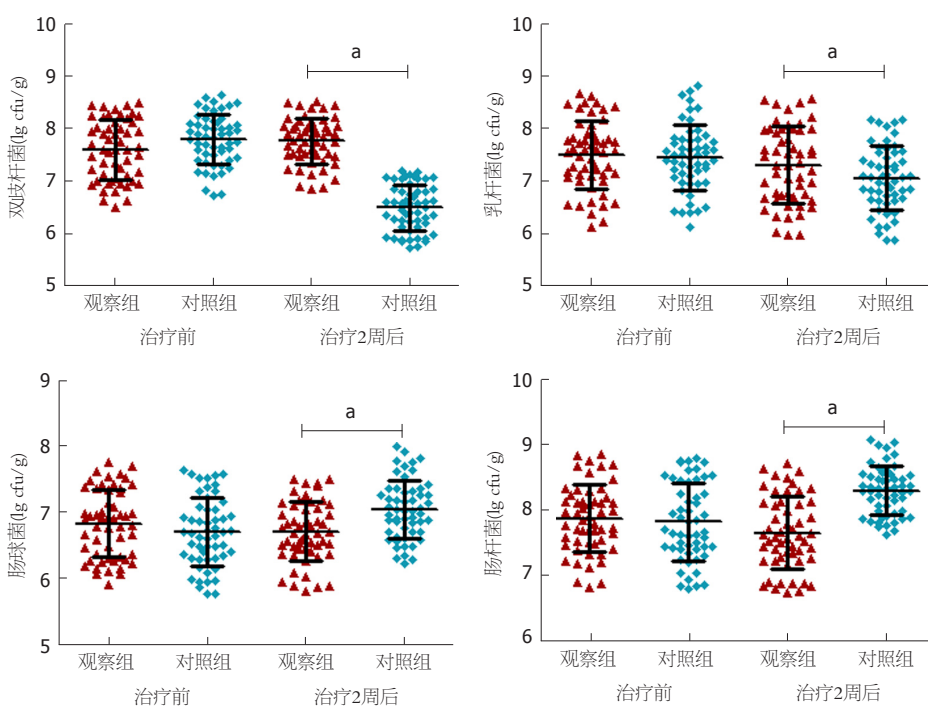 10
9
8
7
6
5
双歧杆菌(lg cfu/g)
a
观察组 对照组 观察组 对照组
治疗前 治疗2周后
10
9
8
7
6
5
乳杆菌(lg cfu/g)
a
观察组 对照组 观察组 对照组
治疗前 治疗2周后
9
8
7
6
5
肠球菌(lg cfu/g)
a
观察组 对照组 观察组 对照组
治疗前 治疗2周后
10
9
8
7
6
肠杆菌(lg cfu/g)
a
观察组 对照组 观察组 对照组
治疗前 治疗2周后